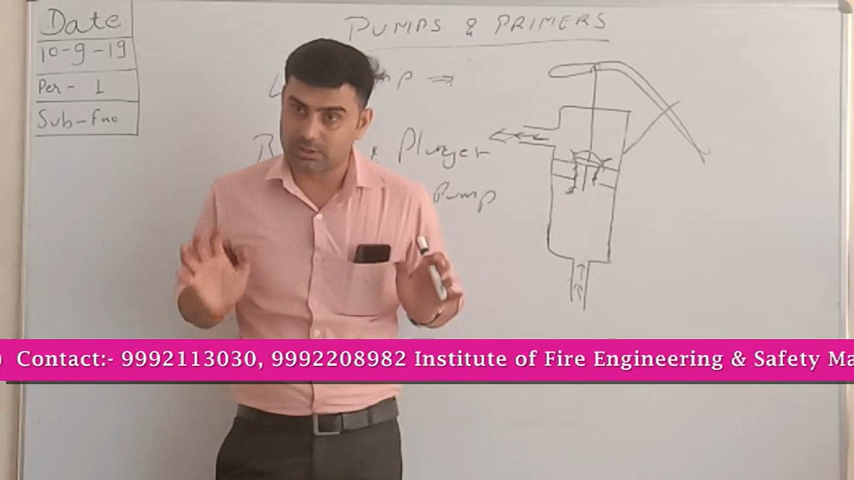 Date
10-9-19
Per- 1
Sub-Fno
PUMPS & PRIMERS
P ⇒
B
Plunger
Pump
Contact:- 9992113030, 9992208982 Institute of Fire Engineering & Safety Ma